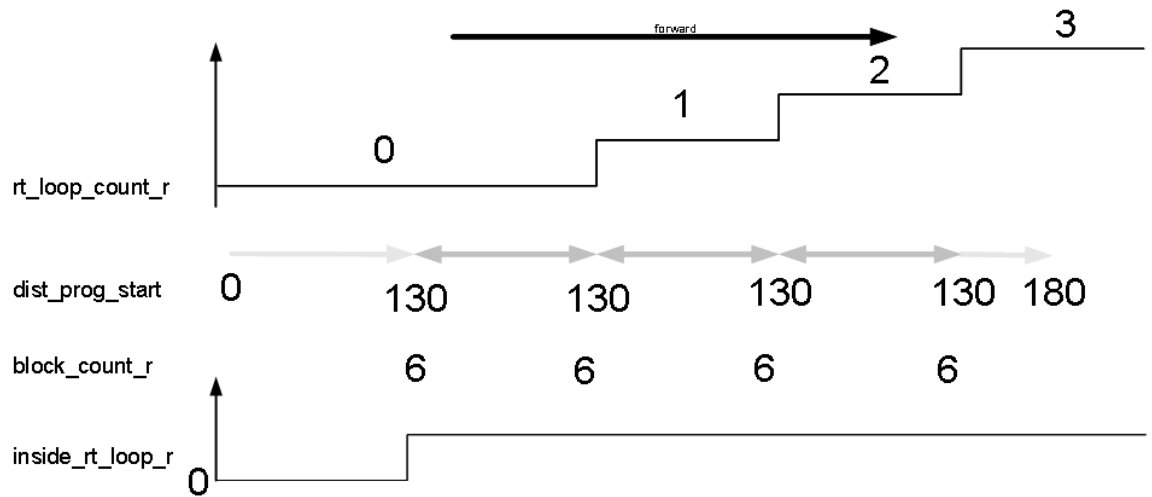 forward
3
2
1
0
rt_loop_count_r
dist_prog_start 0 130 130 130 130 180
block_count_r 6 6 6 6
inside_rt_loop_r
0